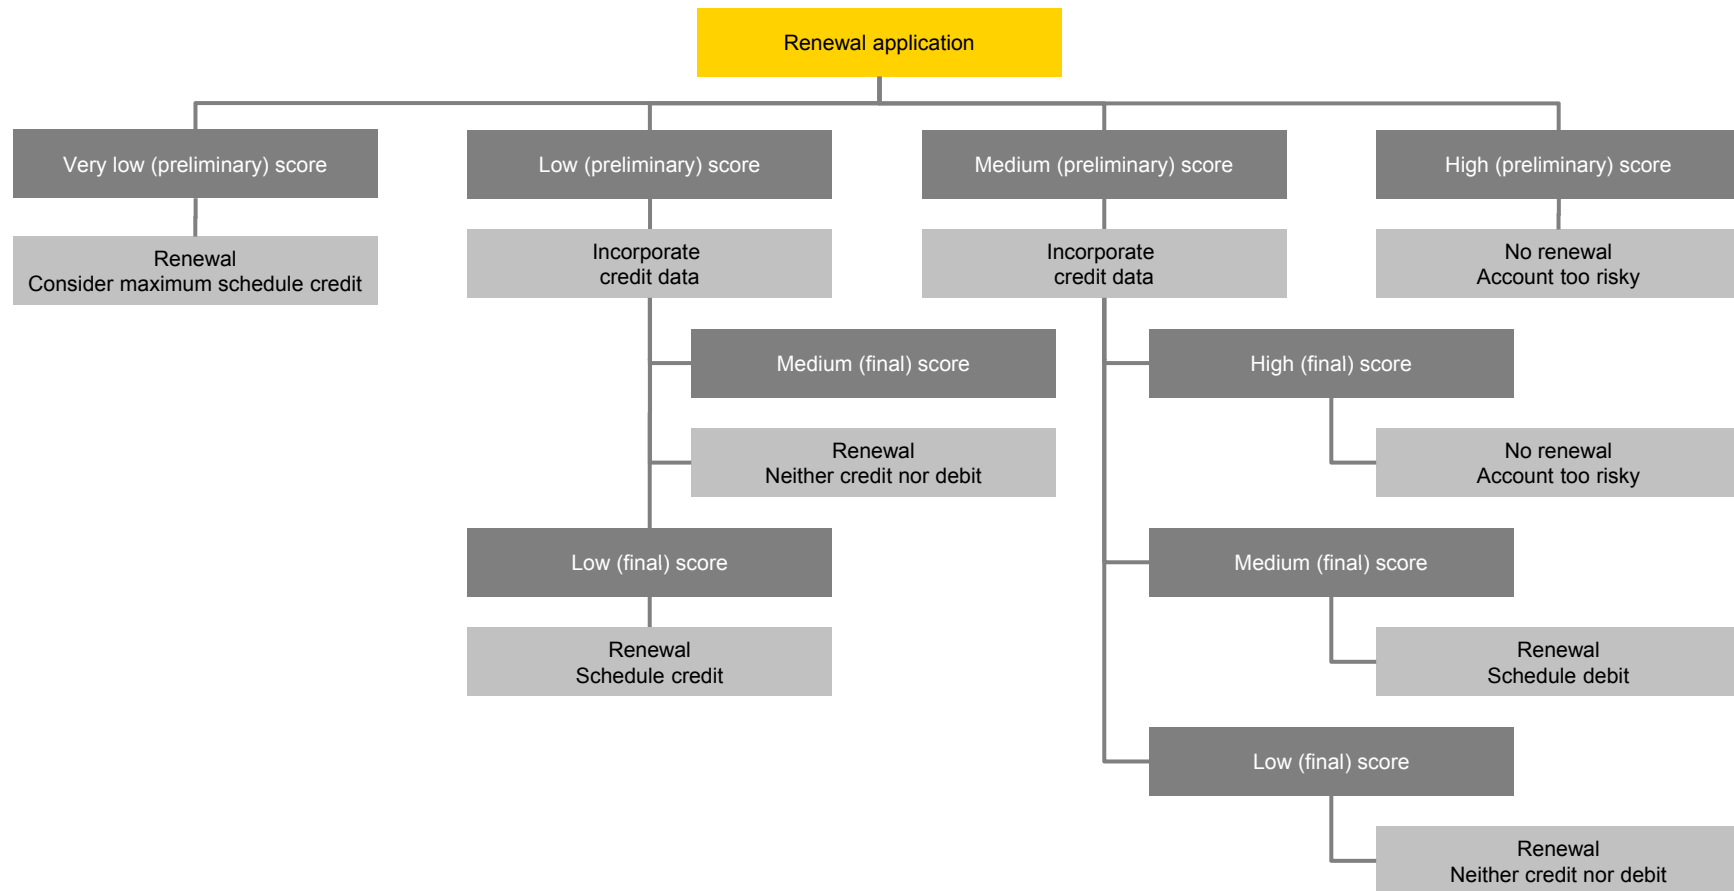 Renewal application
Very low (preliminary) score
Low (preliminary) score
Medium (preliminary) score
High (preliminary) score
Renewal
Consider maximum schedule credit
Incorporate
credit data
Incorporate
credit data
No renewal
Account too risky
Medium (final) score
High (final) score
Renewal
Neither credit nor debit
No renewal
Account too risky
Low (final) score
Medium (final) score
Renewal
Schedule credit
Renewal
Schedule debit
Low (final) score
Renewal
Neither credit nor debit